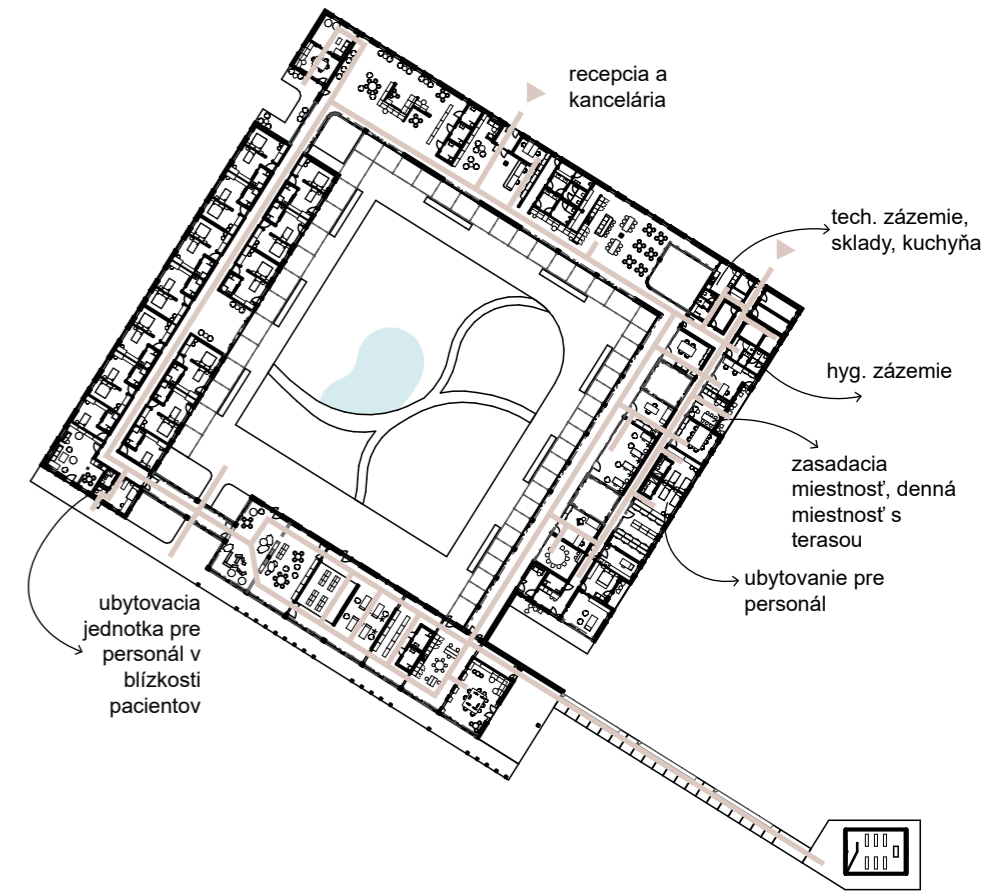 recepcia a
kancelária
tech. zázemie,
sklady, kuchyňa
hyg. zázemie
zasadacia
miestnosť, denná
miestnosť s
terasou
ubytovanie pre
personál
ubytovacia
jednotka pre
personál v
blízkosti
pacientov